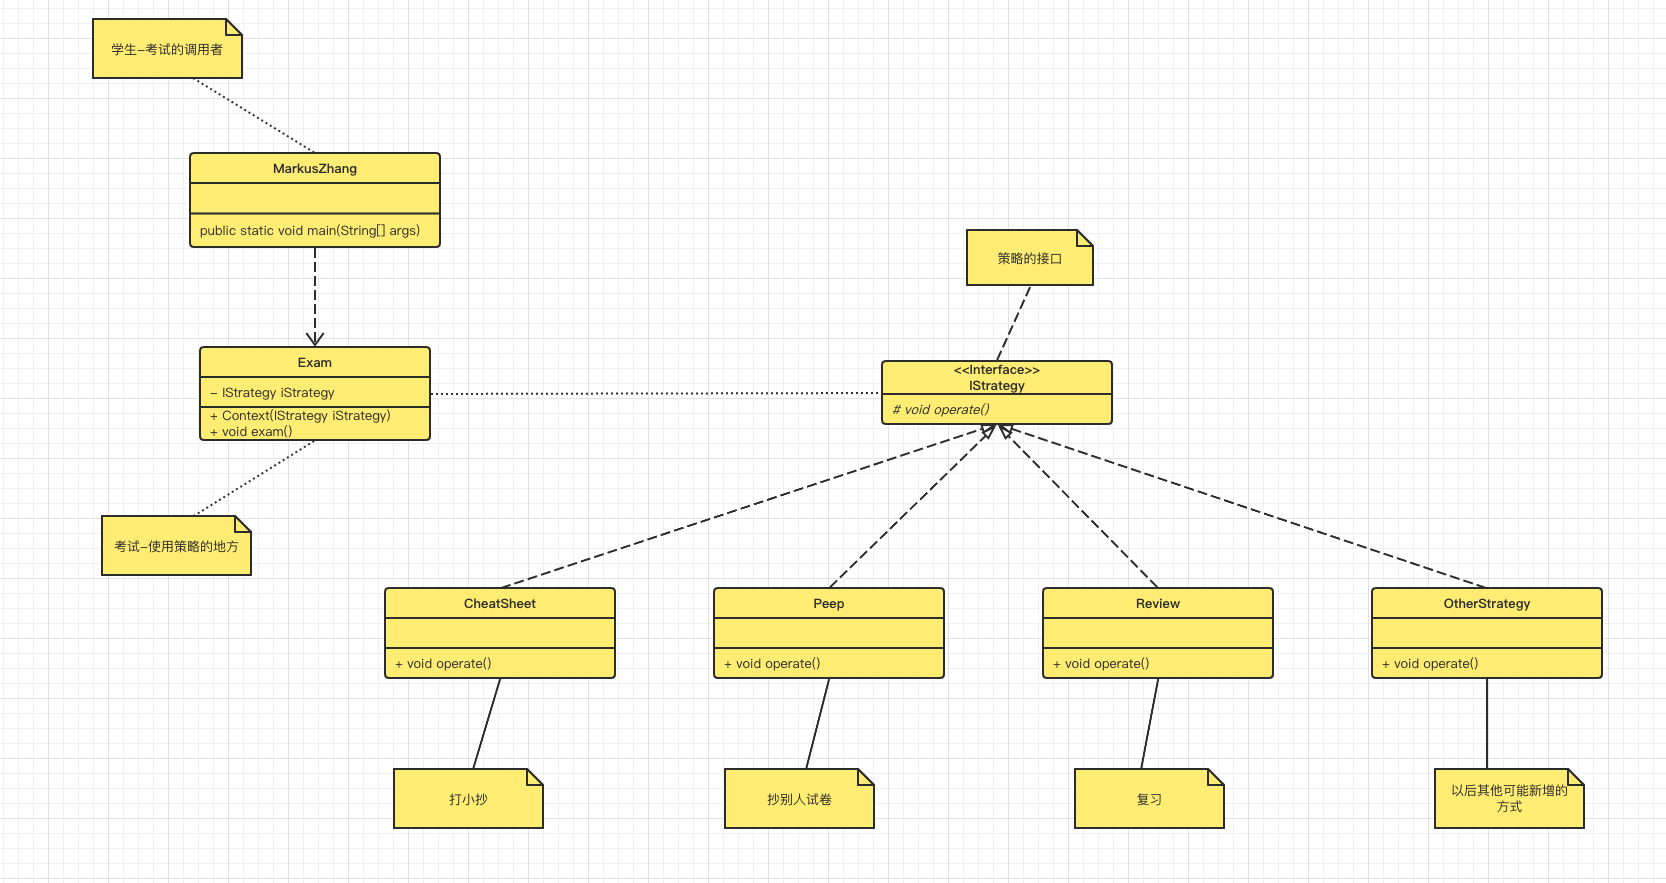 学生-考试的调用者
MarkusZhang
public static void main(String[] args)
策略的接口
Exam
- IStrategy iStrategy
+ Context(IStrategy iStrategy)
+ void exam()
<<Interface>>
IStrategy
# void operate()
考试-使用策略的地方
CheatSheet
+ void operate()
Peep
+ void operate()
Review
+ void operate()
OtherStrategy
+ void operate()
打小抄
抄别人试卷
复习
以后其他可能新增的
方式